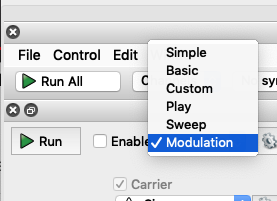 File Control Edit
Run All
Simple
Basic
Custom
Play
Sweep
✓ Modulation
Run
Enable
Carrier